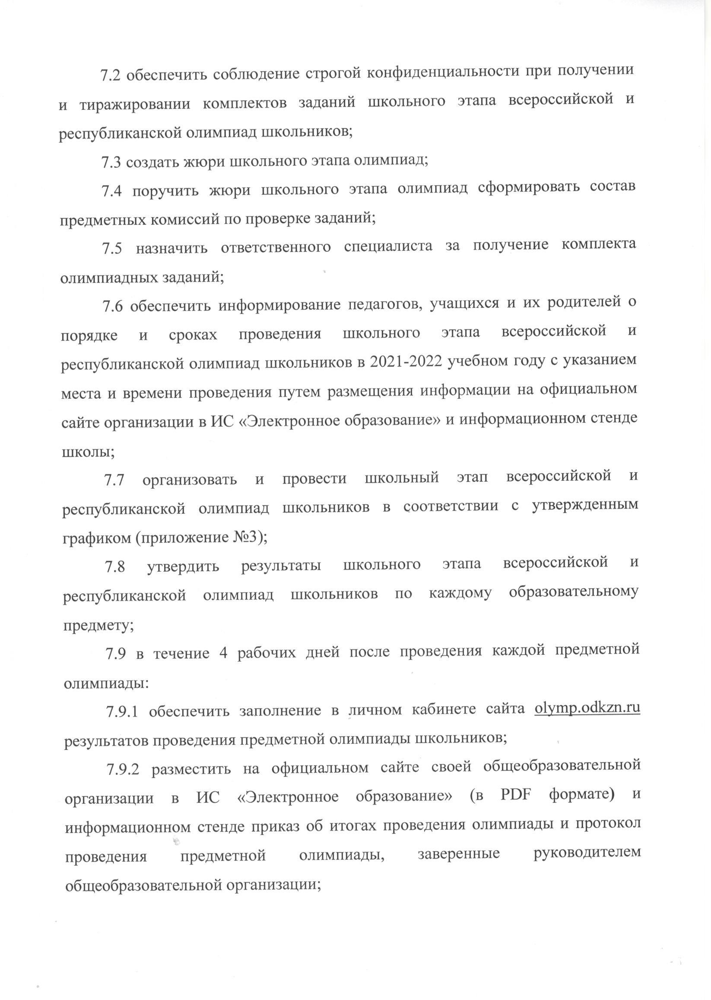 7.2 обеспечить соблюдение строгой конфиденциальности при получении
и тиражировании комплектов заданий школьного этапа всероссийской и
республиканской олимпиад школьников;
7.3 создать жюри школьного этапа олимпиад;
7.4 поручить жюри школьного этапа олимпиад сформировать состав
предметных комиссий по проверке заданий;
7.5 назначить ответственного специалиста за получение комплекта
олимпиадных заданий;
7.6 обеспечить информирование педагогов, учащихся и их родителей о
порядке и сроках проведения школьного этапа всероссийской и
республиканской олимпиад школьников в 2021-2022 учебном году с указанием
места и времени проведения путем размещения информации на официальном
сайте организации в ИС «Электронное образование» и информационном стенде
школы;
7.7 организовать и провести школьный этап всероссийской и
республиканской олимпиад школьников в соответствии с утвержденным
графиком (приложение №3);
7.8 утвердить результаты школьного этапа всероссийской и
республиканской олимпиад школьников по каждому образовательному
предмету;
7.9 в течение 4 рабочих дней после проведения каждой предметной
олимпиады:
7.9.1 обеспечить заполнение в личном кабинете сайта olymp.odkzn.ru
результатов проведения предметной олимпиады школьников;
7.9.2 разместить на официальном сайте своей общеобразовательной
организации в ИС «Электронное образование» (в PDF формате) и
информационном стенде приказ об итогах проведения олимпиады и протокол
проведения предметной олимпиады, заверенные руководителем
общеобразовательной организации;